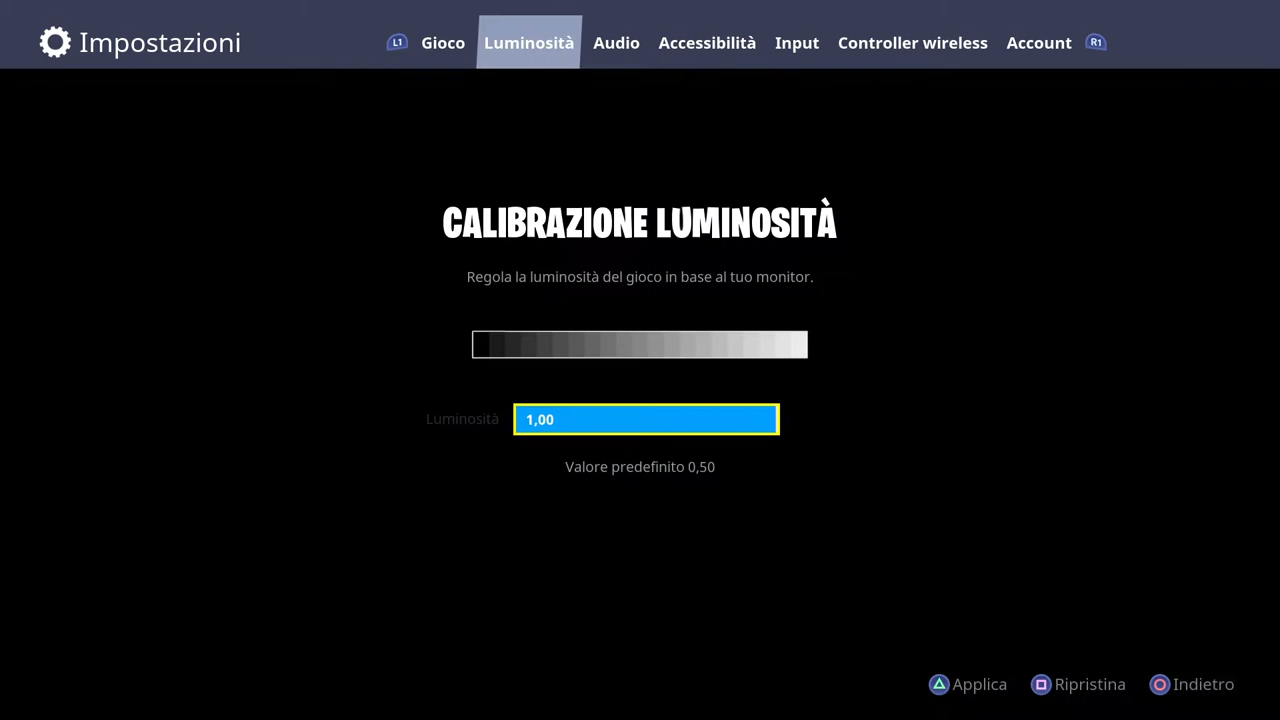 Impostazioni
L1 Gioco Luminosità Audio Accessibilità Input Controller wireless Account R1
CALIBRAZIONE LUMINOSITÀ
Regola la luminosità del gioco in base al tuo monitor.
Luminosità 1,00
Valore predefinito 0,50
Applica Ripristina Indietro